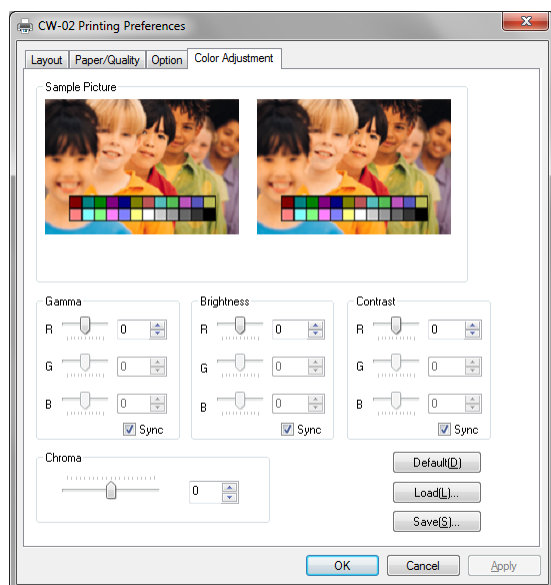 CW-02 Printing Preferences
Layout Paper/Quality Option Color Adjustment
Sample Picture
Gamma Brightness Contrast
R 0 R 0 R 0
G 0 G 0 G 0
B 0 B 0 B 0
Sync Sync Sync
Chroma
0
Default(D)
Load(L)...
Save(S)...
OK Cancel Apply